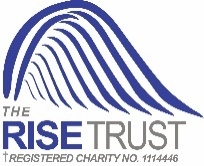 THE
RISE TRUST
†REGISTERED CHARITY NO. 1114446